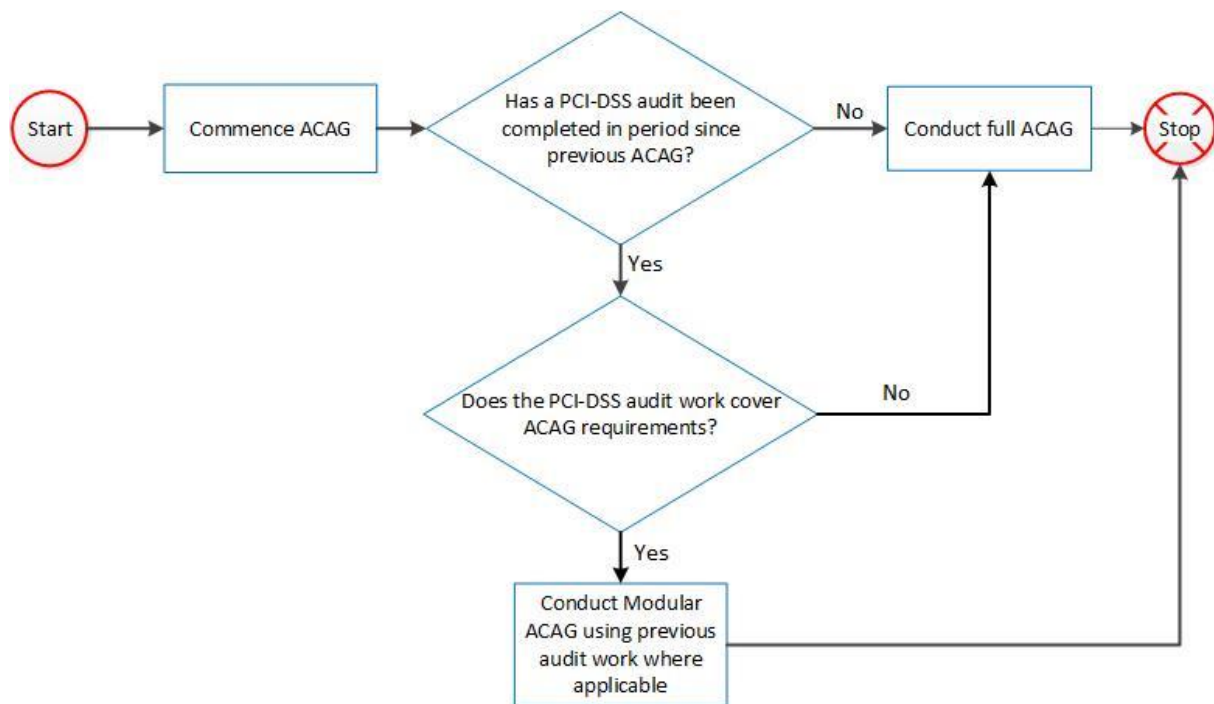 Start
Commence ACAG
Has a PCI-DSS audit been
completed in period since
previous ACAG?
No
Conduct full ACAG
Stop
Yes
Does the PCI-DSS audit work cover
ACAG requirements?
No
Yes
Conduct Modular
ACAG using previous
audit work where
applicable